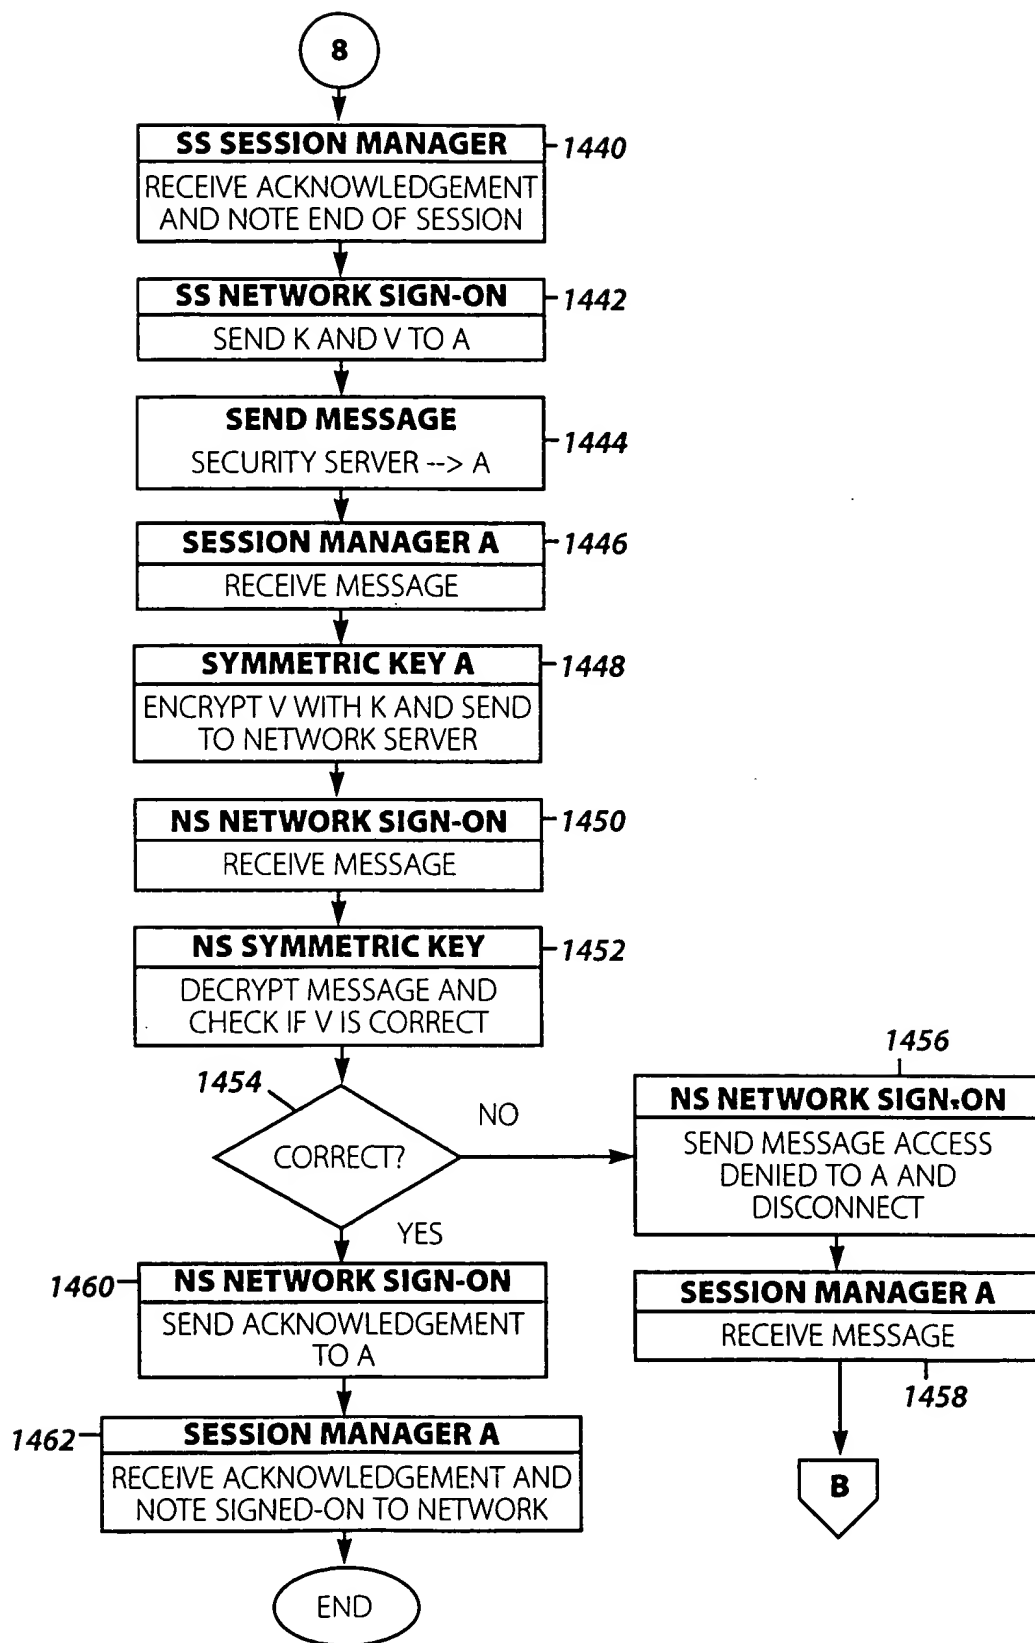 8
SS SESSION MANAGER
1440
RECEIVE ACKNOWLEDGEMENT
AND NOTE END OF SESSION
SS NETWORK SIGN-ON
1442
SEND K AND V TO A
SEND MESSAGE
1444
SECURITY SERVER --> A
SESSION MANAGER A
1446
RECEIVE MESSAGE
SYMMETRIC KEY A
1448
ENCRYPT V WITH K AND SEND
TO NETWORK SERVER
NS NETWORK SIGN-ON
1450
RECEIVE MESSAGE
NS SYMMETRIC KEY
1452
DECRYPT MESSAGE AND
CHECK IF V IS CORRECT
1454
CORRECT?
NO
1456
NS NETWORK SIGN-ON
SEND MESSAGE ACCESS
DENIED TO A AND
DISCONNECT
SESSION MANAGER A
RECEIVE MESSAGE
1458
B
YES
1460
NS NETWORK SIGN-ON
SEND ACKNOWLEDGEMENT
TO A
1462
SESSION MANAGER A
RECEIVE ACKNOWLEDGEMENT AND
NOTE SIGNED-ON TO NETWORK
END